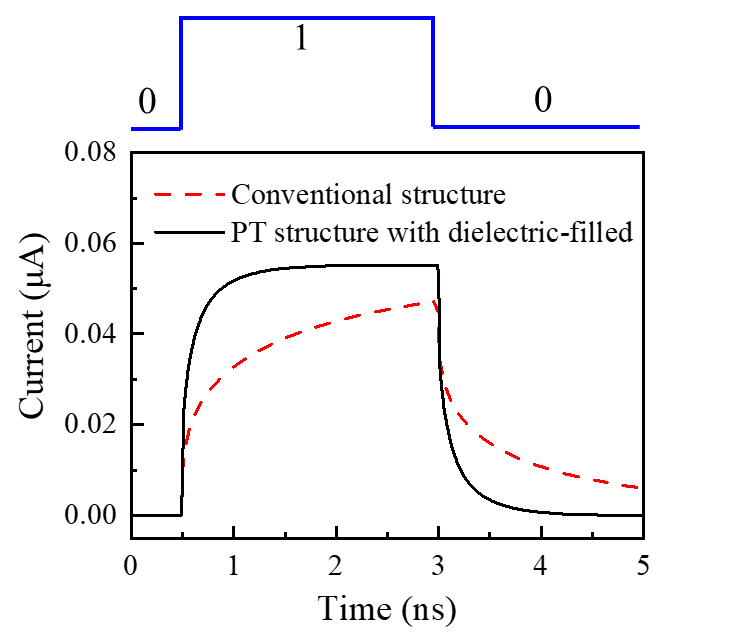 1
0
0
0.08
Conventional structure
PT structure with dielectric-filled
0.06
0.04
0.02
0.00
Current (μA)
0 1 2 3 4 5
Time (ns)